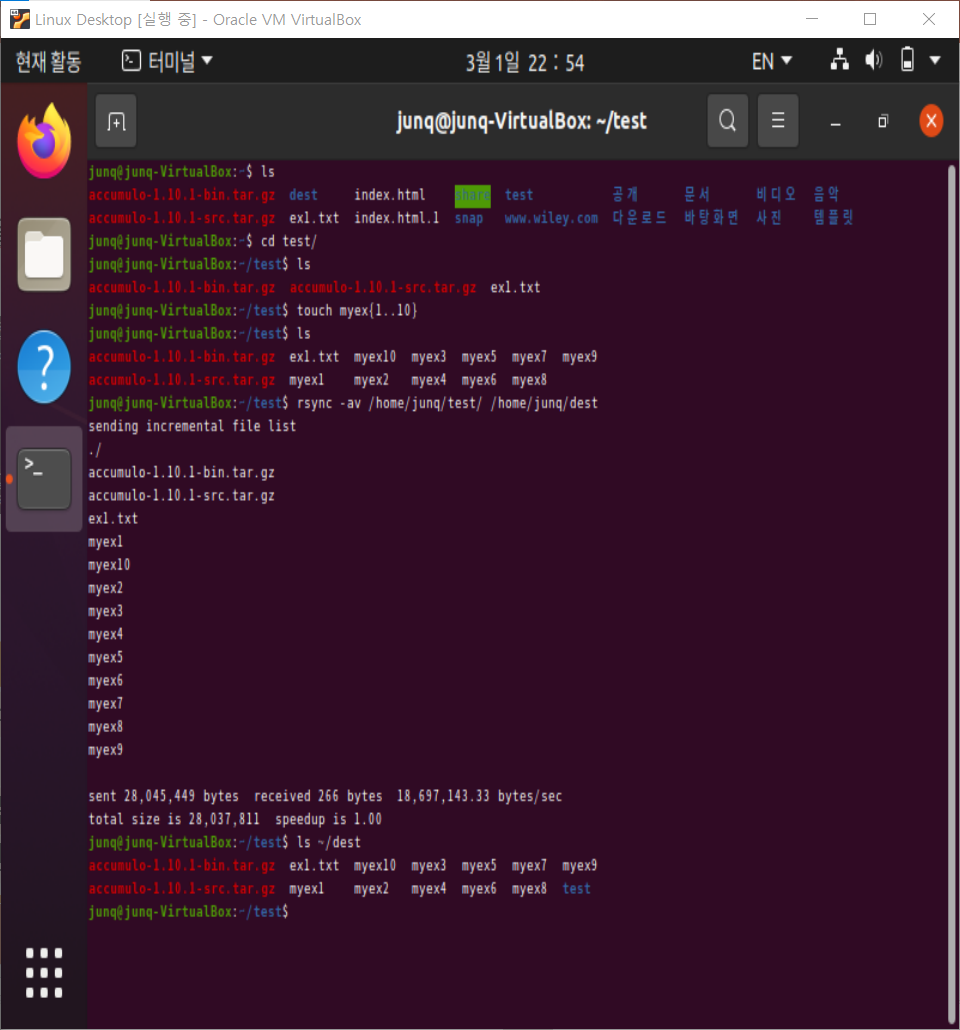 Linux Desktop [실행 중] - Oracle VM VirtualBox
현재 활동 터미널 3월 1일 22 : 54 EN
junq@junq-VirtualBox: ~/test
junq@junq-VirtualBox:~$ ls
accumulo-1.10.1-bin.tar.gz dest index.html share test 공개 문서 비디오 음악
accumulo-1.10.1-src.tar.gz ex1.txt index.html.1 snap www.wiley.com 다운로드 바탕화면 사진 템플릿
junq@junq-VirtualBox:~$ cd test/
junq@junq-VirtualBox:~/test$ ls
accumulo-1.10.1-bin.tar.gz accumulo-1.10.1-src.tar.gz ex1.txt
junq@junq-VirtualBox:~/test$ touch myex{1..10}
junq@junq-VirtualBox:~/test$ ls
accumulo-1.10.1-bin.tar.gz ex1.txt myex10 myex3 myex5 myex7 myex9
accumulo-1.10.1-src.tar.gz myex1 myex2 myex4 myex6 myex8
junq@junq-VirtualBox:~/test$ rsync -av /home/junq/test/ /home/junq/dest
sending incremental file list
./
accumulo-1.10.1-bin.tar.gz
accumulo-1.10.1-src.tar.gz
ex1.txt
myex1
myex10
myex2
myex3
myex4
myex5
myex6
myex7
myex8
myex9
sent 28,045,449 bytes received 266 bytes 18,697,143.33 bytes/sec
total size is 28,037,811 speedup is 1.00
junq@junq-VirtualBox:~/test$ ls ~/dest
accumulo-1.10.1-bin.tar.gz ex1.txt myex10 myex3 myex5 myex7 myex9
accumulo-1.10.1-src.tar.gz myex1 myex2 myex4 myex6 myex8 test
junq@junq-VirtualBox:~/test$